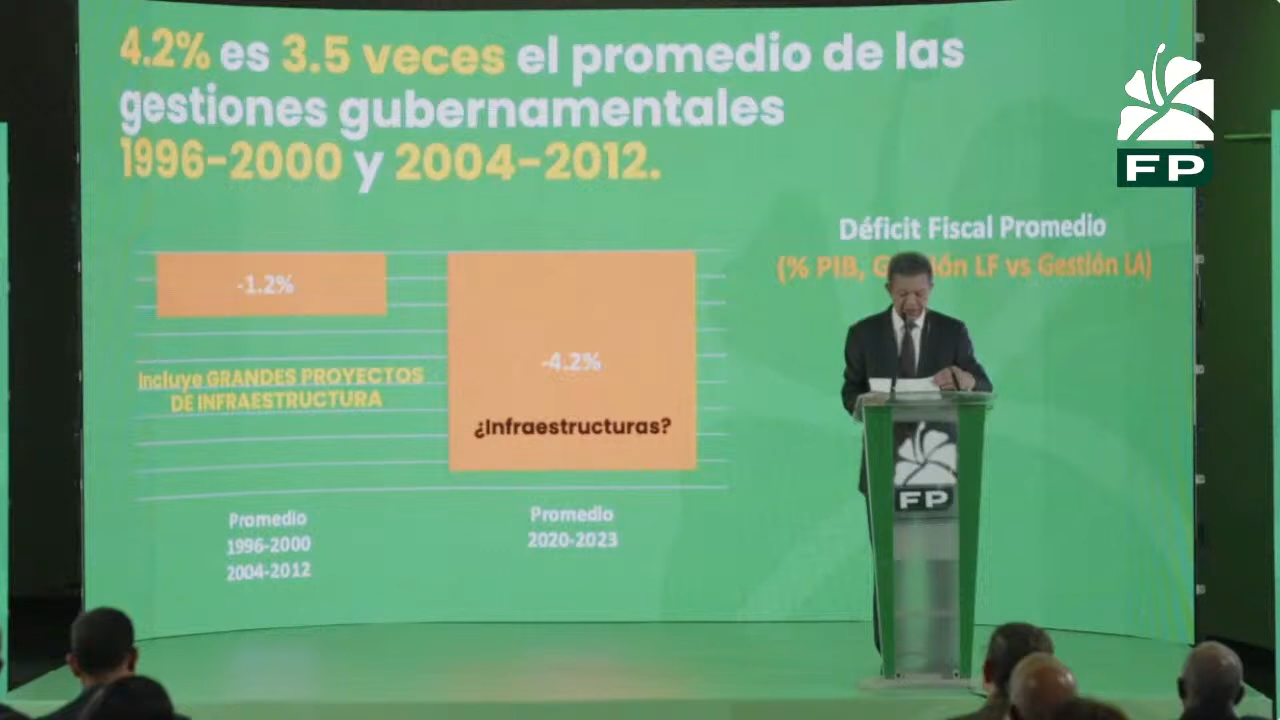 4.2% es 3.5 veces el promedio de las
gestiones gubernamentales
1996-2000 y 2004-2012.
FP
Déficit Fiscal Promedio
(% PIB, G ión LF vs Gestión LA)
-1.2%
-4.2%
Incluye GRANDES PROYECTOS
DE INFRAESTRUCTURA
¿Infraestructuras?
Promedio
1996-2000
2004-2012
Promedio
2020-2023
FP